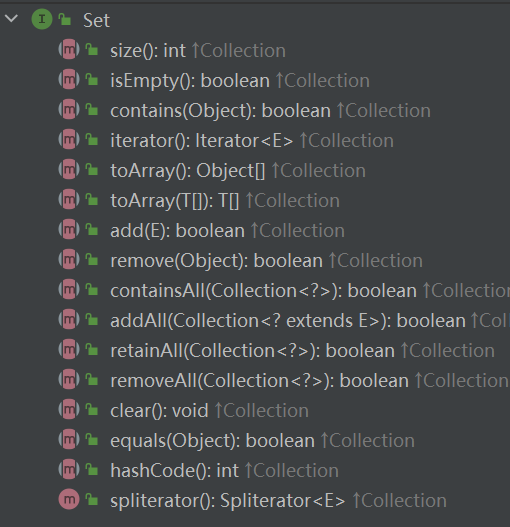 Set
size(): int ↑Collection
isEmpty(): boolean ↑Collection
contains(Object): boolean ↑Collection
iterator(): Iterator<E> ↑Collection
toArray(): Object[] ↑Collection
toArray(T[]): T[] ↑Collection
add(E): boolean ↑Collection
remove(Object): boolean ↑Collection
containsAll(Collection<?>): boolean ↑Collection
addAll(Collection<? extends E>): boolean ↑Col
retainAll(Collection<?>): boolean ↑Collection
removeAll(Collection<?>): boolean ↑Collection
clear(): void ↑Collection
equals(Object): boolean ↑Collection
hashCode(): int ↑Collection
spliterator(): Spliterator<E> ↑Collection